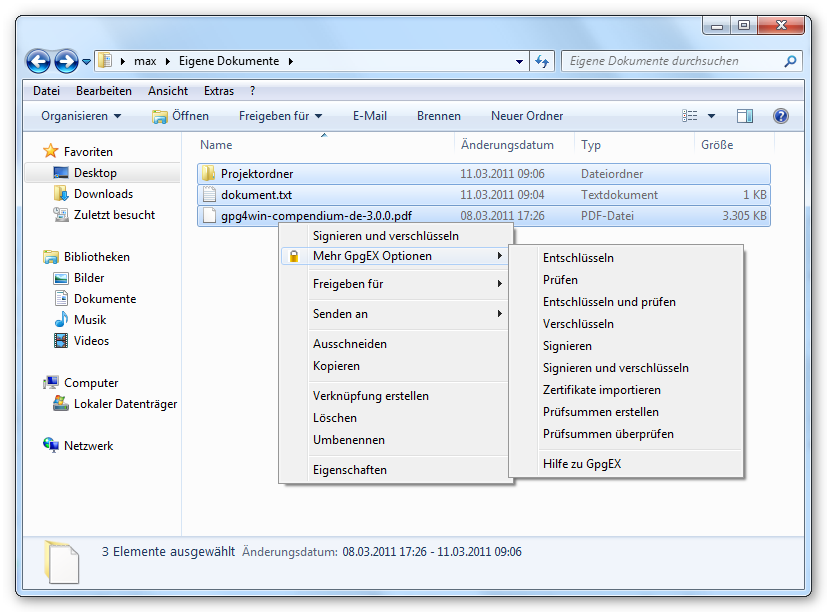 max Eigene Dokumente Eigene Dokumente durchsuchen
Datei Bearbeiten Ansicht Extras ?
Organisieren Öffnen Freigeben für E-Mail Brennen Neuer Ordner
Favoriten
Desktop
Downloads
Zuletzt besucht
Bibliotheken
Bilder
Dokumente
Musik
Videos
Computer
Lokaler Datenträger
Netzwerk
Name Änderungsdatum Typ Größe
Projektordner 11.03.2011 09:06 Dateiordner
dokument.txt 11.03.2011 09:04 Textdokument 1 KB
gpg4win-compendium-de-3.0.0.pdf 08.03.2011 17:26 PDF-Datei 3.305 KB
Signieren und verschlüsseln
Mehr GpgEX Optionen
Freigeben für
Senden an
Ausschneiden
Kopieren
Verknüpfung erstellen
Löschen
Umbenennen
Eigenschaften
Entschlüsseln
Prüfen
Entschlüsseln und prüfen
Verschlüsseln
Signieren
Signieren und verschlüsseln
Zertifikate importieren
Prüfsummen erstellen
Prüfsummen überprüfen
Hilfe zu GpgEX
3 Elemente ausgewählt Änderungsdatum: 08.03.2011 17:26 - 11.03.2011 09:06